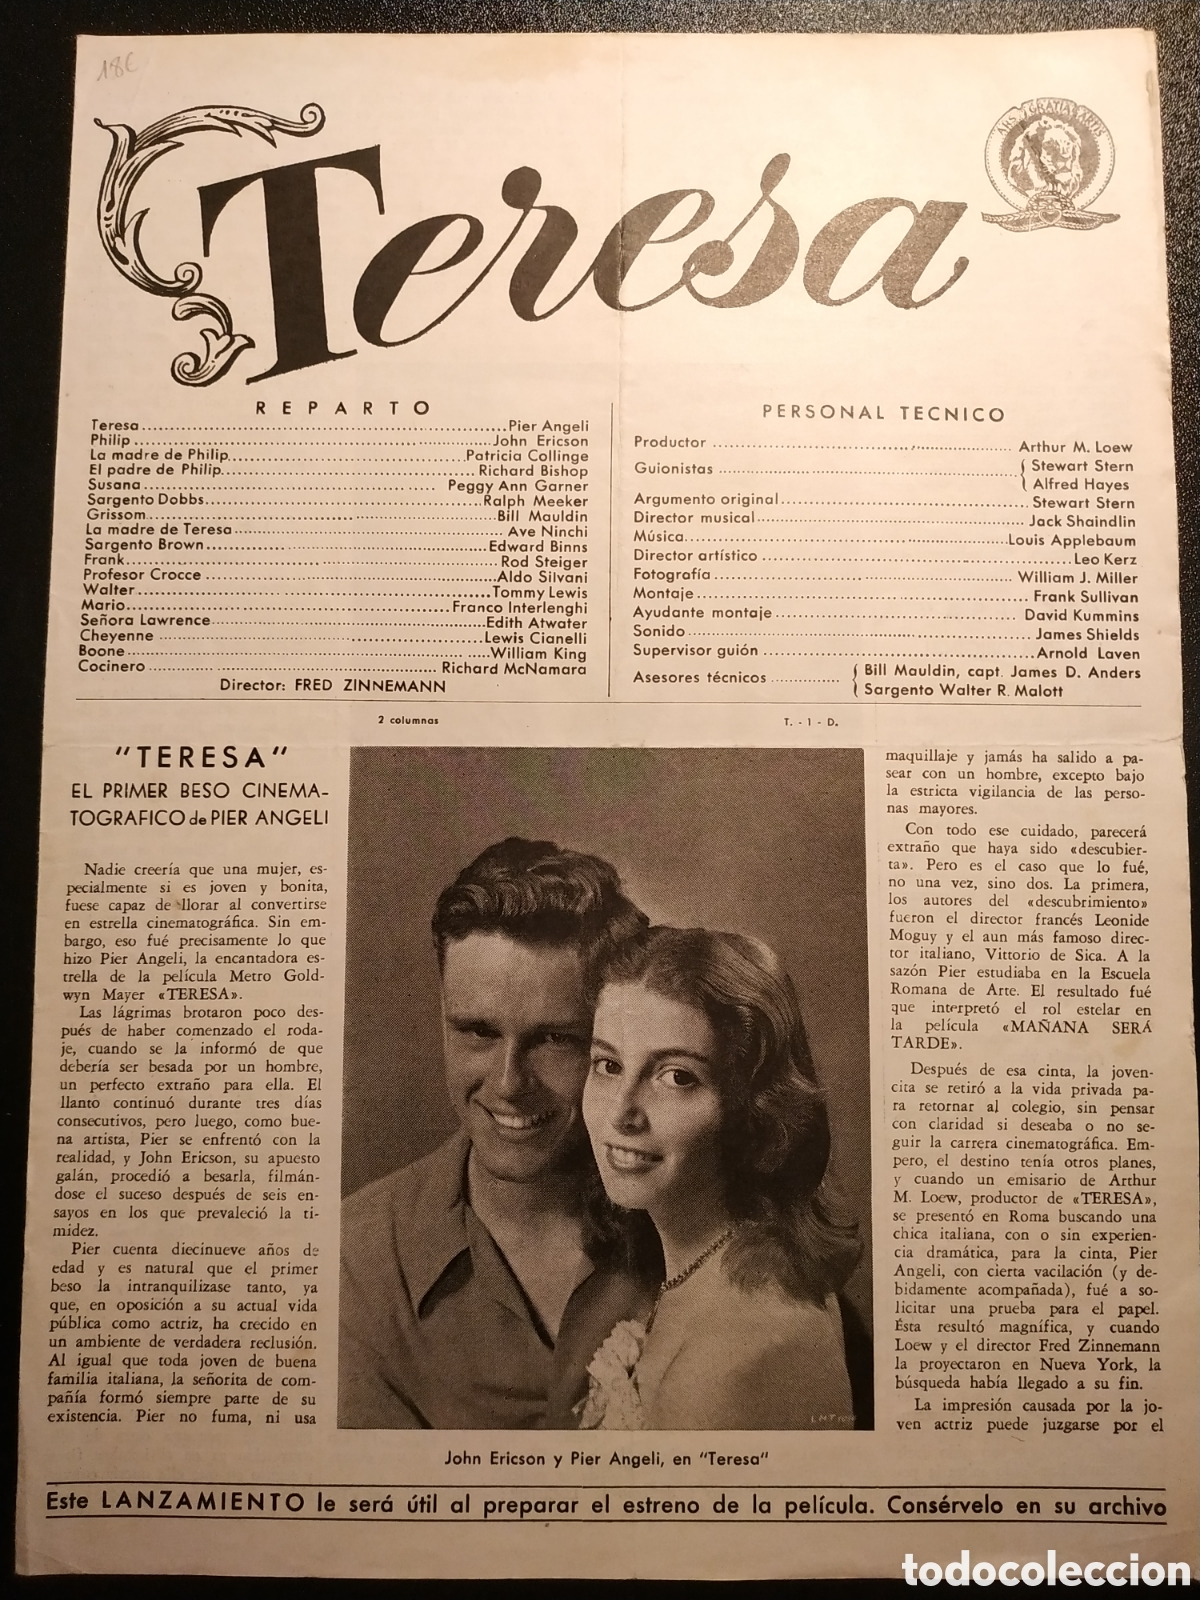 18€
Teresa
ARS GRATIA ARTIS
REPARTO
Teresa Pier Angeli
Philip John Ericson
La madre de Philip Patricia Collinge
El padre de Philip Richard Bishop
Susana Peggy Ann Garner
Sargento Dobbs Ralph Meeker
Grissom Bill Mauldin
La madre de Teresa Ave Ninchi
Sargento Brown Edward Binns
Frank Rod Steiger
Profesor Crocce Aldo Silvani
Walter Tommy Lewis
Mario Franco Interlenghi
Señora Lawrence Edith Atwater
Cheyenne Lewis Cianelli
Boone William King
Cocinero Richard McNamara
Director: FRED ZINNEMANN
PERSONAL TECNICO
Productor Arthur M. Loew
Guionistas Stewart Stern
Alfred Hayes
Argumento original Stewart Stern
Director musical Jack Shaindlin
Música Louis Applebaum
Director artístico Leo Kerz
Fotografía William J. Miller
Montaje Frank Sullivan
Ayudante montaje David Kummins
Sonido James Shields
Supervisor guión Arnold Laven
Asesores técnicos Bill Mauldin, capt. James D. Anders
Sargento Walter R. Malott
2 columnas
T. - 1 - D.
"TERESA"
EL PRIMER BESO CINEMA-
TOGRAFICO de PIER ANGELI
Nadie creería que una mujer, es-
pecialmente si es joven y bonita,
fuese capaz de llorar al convertirse
en estrella cinematográfica. Sin em-
bargo, eso fué precisamente lo que
hizo Pier Angeli, la encantadora es-
trella de la película Metro Gold-
wyn Mayer «TERESA».
Las lágrimas brotaron poco des-
pués de haber comenzado el roda-
je, cuando se la informó de que
debería ser besada por un hombre,
un perfecto extraño para ella. El
llanto continuó durante tres días
consecutivos, pero luego, como bue-
na artista, Pier se enfrentó con la
realidad, y John Ericson, su apuesto
galán, procedió a besarla, filmán-
dose el suceso después de seis en-
sayos en los que prevaleció la ti-
midez.
Pier cuenta diecinueve años de
edad y es natural que el primer
beso la intranquilizase tanto, ya
que, en oposición a su actual vida
pública como actriz, ha crecido en
un ambiente de verdadera reclusión.
Al igual que toda joven de buena
familia italiana, la señorita de com-
pañía formó siempre parte de su
existencia. Pier no fuma, ni usa
maquillaje y jamás ha salido a pa-
sear con un hombre, excepto bajo
la estricta vigilancia de las perso-
nas mayores.
Con todo ese cuidado, parecerá
extraño que haya sido «descubier-
ta». Pero es el caso que lo fué,
no una vez, sino dos. La primera,
los autores del «descubrimiento»
fueron el director francés Leonide
Moguy y el aun más famoso direc-
tor italiano, Vittorio de Sica. A la
sazón Pier estudiaba en la Escuela
Romana de Arte. El resultado fué
que interpretó el rol estelar en
la película «MAÑANA SERÁ
TARDE».
Después de esa cinta, la joven-
cita se retiró a la vida privada pa-
ra retornar al colegio, sin pensar
con claridad si deseaba o no se-
guir la carrera cinematográfica. Em-
pero, el destino tenía otros planes,
y cuando un emisario de Arthur
M. Loew, productor de «TERESA»,
se presentó en Roma buscando una
chica italiana, con o sin experien-
cia dramática, para la cinta, Pier
Angeli, con cierta vacilación (y de-
bidamente acompañada), fué a so-
licitar una prueba para el papel.
Ésta resultó magnífica, y cuando
Loew y el director Fred Zinnemann
la proyectaron en Nueva York, la
búsqueda había llegado a su fin.
La impresión causada por la jo-
ven actriz puede juzgarse por el
John Ericson y Pier Angeli, en "Teresa"
Este LANZAMIENTO le será útil al preparar el estreno de la película. Consérvelo en su archivo
todocoleccion